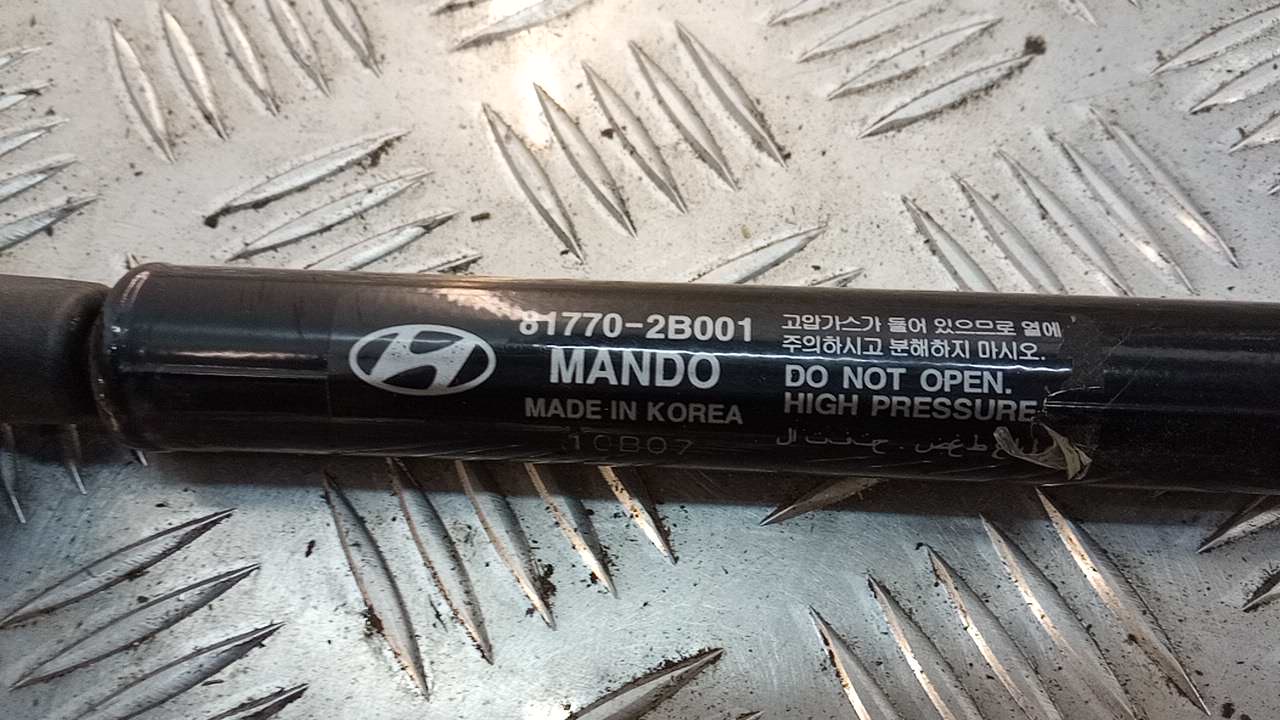 81770-2B001
MANDO
MADE IN KOREA
10B07
고압가스가 들어 있으므로 열에
주의하시고 분해하지 마시오.
DO NOT OPEN.
HIGH PRESSURE